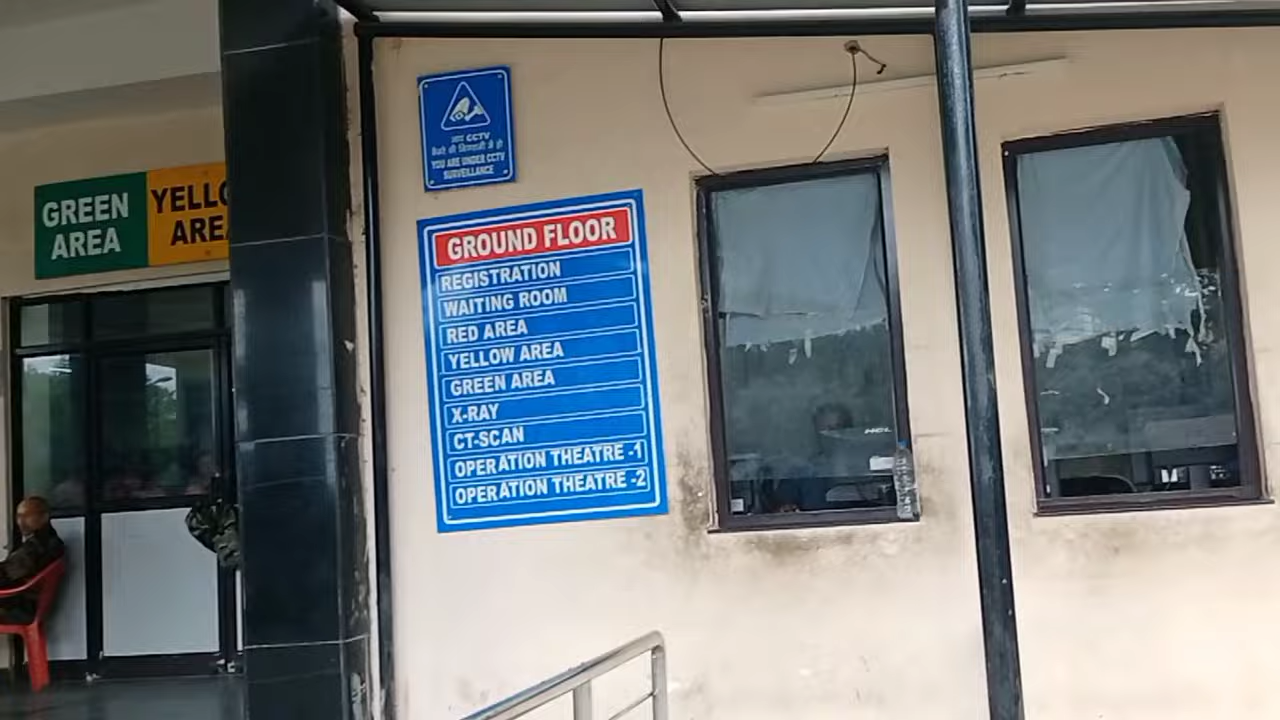 GREEN
AREA
YELLO
AREA
CCTV
YOU ARE UNDER CCTV
SURVEILLANCE
GROUND FLOOR
REGISTRATION
WAITING ROOM
RED AREA
YELLOW AREA
GREEN AREA
X-RAY
CT-SCAN
OPERATION THEATRE -1
OPERATION THEATRE -2
HCL